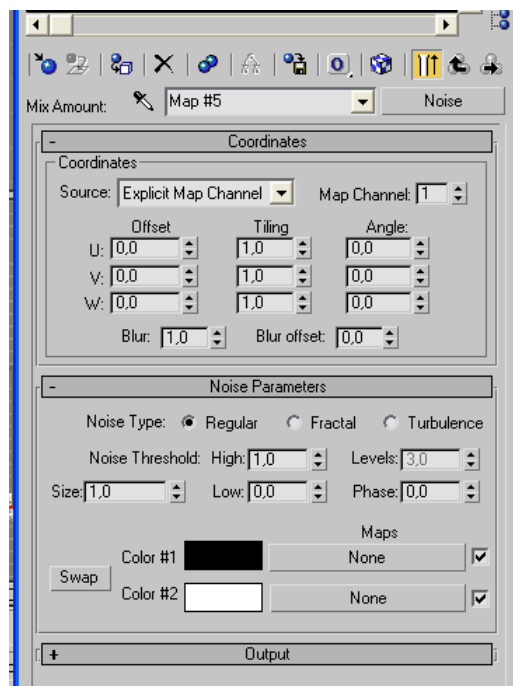 Mix Amount: Map #5 Noise
- Coordinates
Coordinates
Source: Explicit Map Channel Map Channel: 1
Offset Tiling Angle:
U: 0,0 1,0 0,0
V: 0,0 1,0 0,0
W: 0,0 1,0 0,0
Blur: 1,0 Blur offset: 0,0
- Noise Parameters
Noise Type: Regular Fractal Turbulence
Noise Threshold: High: 1,0 Levels: 3,0
Size: 1,0 Low: 0,0 Phase: 0,0
Maps
Color #1 None
Swap
Color #2 None
+ Output